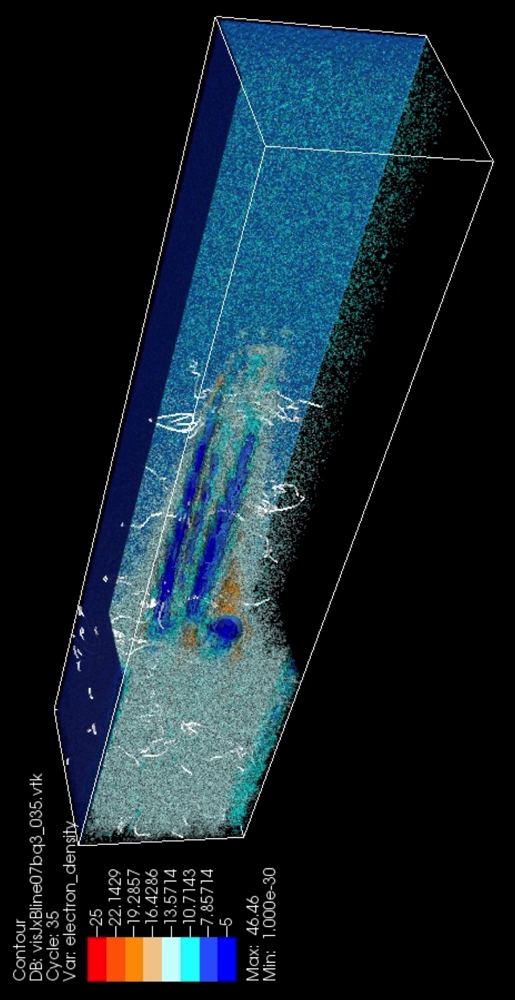 Contour
DB: visJxBline07bq3_035.vtk
Cycle: 35
Var: electron_density
25
22.1429
19.2857
16.4286
13.5714
10.7143
7.85714
5
Max: 46.46
Min: 1.000e-30